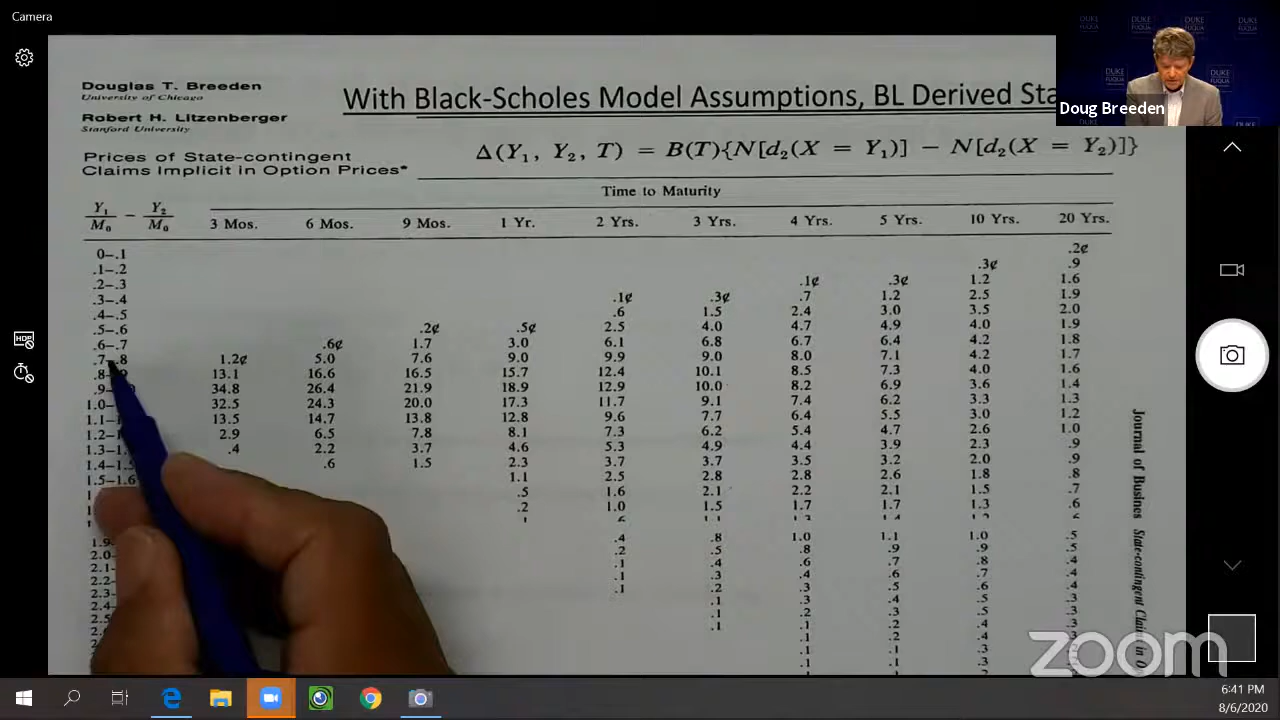 Camera
DUKE
FUQUA
Doug Breeden
Douglas T. Breeden
University of Chicago
Robert H. Litzenberger
Stanford University
Prices of State-contingent
Claims Implicit in Option Prices*
With Black-Scholes Model Assumptions, BL Derived Sta
Δ(Y₁, Y₂, T) = B(T){N[d₂(X = Y₁)] − N[d₂(X = Y₂)]}
Time to Maturity
Y₁/M₀ − Y₂/M₀ 3 Mos. 6 Mos. 9 Mos. 1 Yr. 2 Yrs. 3 Yrs. 4 Yrs. 5 Yrs. 10 Yrs. 20 Yrs.
0–.1 .2¢
.1–.2 .3¢ .9
.2–.3 .1¢ .3¢ 1.2 1.6
.3–.4 .1¢ .3¢ .7 1.2 2.5 1.9
.4–.5 .6 1.5 2.4 3.0 3.5 2.0
.5–.6 .2¢ .5¢ 2.5 4.0 4.7 4.9 4.0 1.9
.6–.7 .6¢ 1.7 3.0 6.1 6.8 6.7 6.4 4.2 1.8
.7–.8 1.2¢ 5.0 7.6 9.0 9.9 9.0 8.0 7.1 4.2 1.7
13.1 16.6 16.5 15.7 12.4 10.1 8.5 7.3 4.0 1.6
34.8 26.4 21.9 18.9 12.9 10.0 8.2 6.9 3.6 1.4
32.5 24.3 20.0 17.3 11.7 9.1 7.4 6.2 3.3 1.3
13.5 14.7 13.8 12.8 9.6 7.7 6.4 5.5 3.0 1.2
2.9 6.5 7.8 8.1 7.3 6.2 5.4 4.7 2.6 1.0
.4 2.2 3.7 4.6 5.3 4.9 4.4 3.9 2.3 .9
.6 1.5 2.3 3.7 3.7 3.5 3.2 2.0 .9
1.5–1.6 1.1 2.5 2.8 2.8 2.6 1.8 .8
.5 1.6 2.1 2.2 2.1 1.5 .7
.2 1.0 1.5 1.7 1.7 1.3 .6
.4 .8 1.0 1.1 1.0 .5
.2 .5 .8 .9 .9 .5
.1 .4 .6 .7 .8 .4
.1 .3 .4 .6 .7 .4
.1 .2 .3 .5 .6 .4
.1 .3 .4 .5 .3
.1 .2 .3 .5 .3
.1 .1 .2 .4 .3
.1 .2 .4
.1 .1 .3
.1 .1 .3
Journal of Busines
State-contingent Claims in O
zoom
6:41 PM
8/6/2020